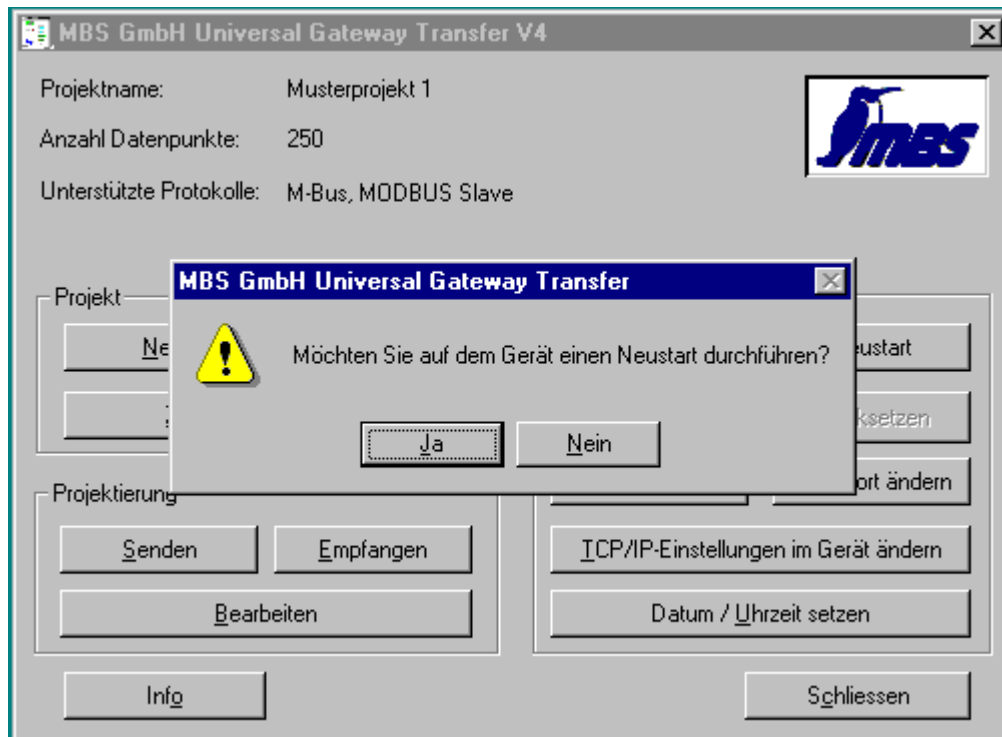 MBS GmbH Universal Gateway Transfer V4
Projektname: Musterprojekt 1
MBS
Anzahl Datenpunkte: 250
Unterstützte Protokolle: M-Bus, MODBUS Slave
MBS GmbH Universal Gateway Transfer
Projekt
Möchten Sie auf dem Gerät einen Neustart durchführen?
Ja Nein
Projektierung
ändern
Senden Empfangen
TCP/IP-Einstellungen im Gerät ändern
Bearbeiten
Datum / Uhrzeit setzen
Info
Schliessen